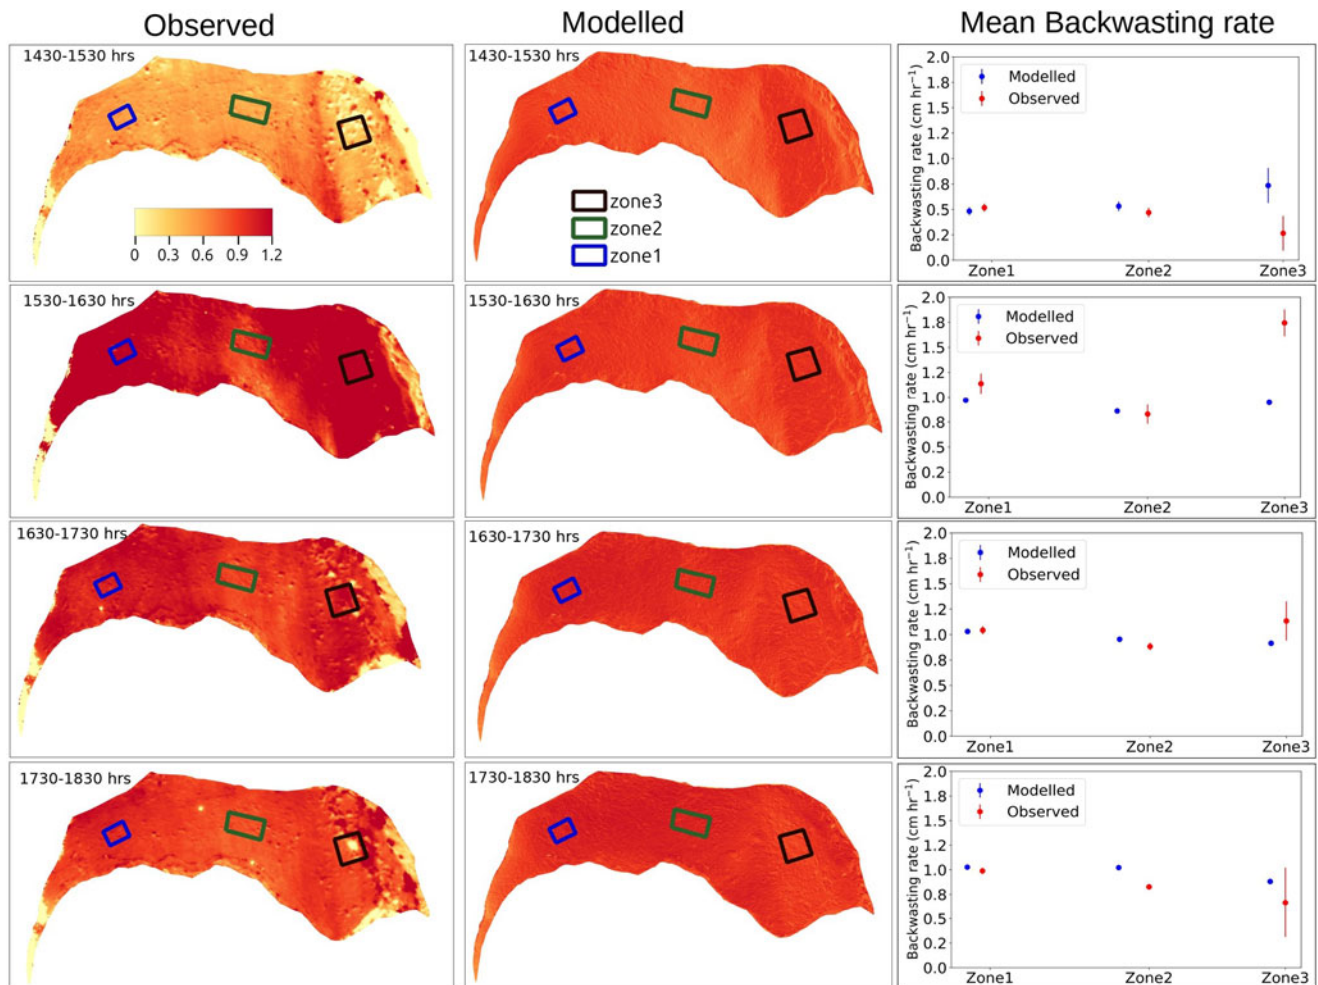 Observed
Modelled
Mean Backwasting rate
1430-1530 hrs
0 0.3 0.6 0.9 1.2
1430-1530 hrs
zone3
zone2
zone1
Backwasting rate (cm hr⁻¹)
2.0
1.8
1.5
1.2
1.0
0.8
0.5
0.2
0.0
Modelled
Observed
Zone1 Zone2 Zone3
1530-1630 hrs
1530-1630 hrs
Backwasting rate (cm hr⁻¹)
2.0
1.8
1.5
1.2
1.0
0.8
0.5
0.2
0.0
Modelled
Observed
Zone1 Zone2 Zone3
1630-1730 hrs
1630-1730 hrs
Backwasting rate (cm hr⁻¹)
2.0
1.8
1.5
1.2
1.0
0.8
0.5
0.2
0.0
Modelled
Observed
Zone1 Zone2 Zone3
1730-1830 hrs
1730-1830 hrs
Backwasting rate (cm hr⁻¹)
2.0
1.8
1.5
1.2
1.0
0.8
0.5
0.2
0.0
Modelled
Observed
Zone1 Zone2 Zone3